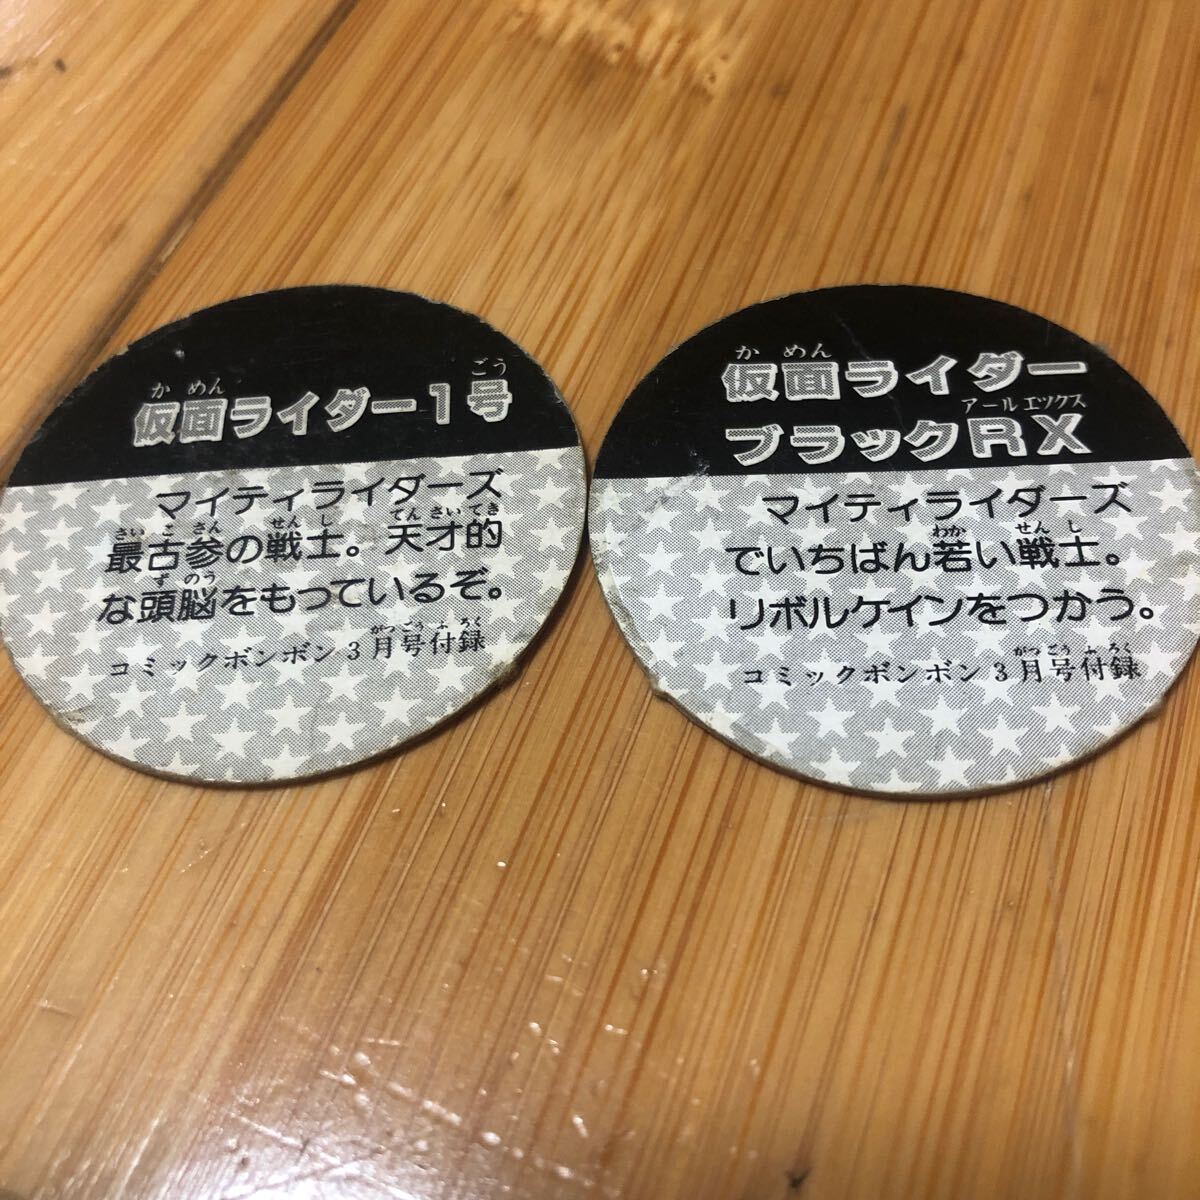 仮面ライダー1号
かめん
ごう
マイティライダーズ
最古参の戦士。天才的
さいこさん
せんし
てんさいてき
な頭脳をもっているぞ。
ずのう
コミックボンボン3月号付録
がつごうふろく
仮面ライダー
かめん
ブラックRX
アールエックス
マイティライダーズ
でいちばん若い戦士。
わか
せんし
リボルケインをつかう。
コミックボンボン3月号付録
がつごうふろく